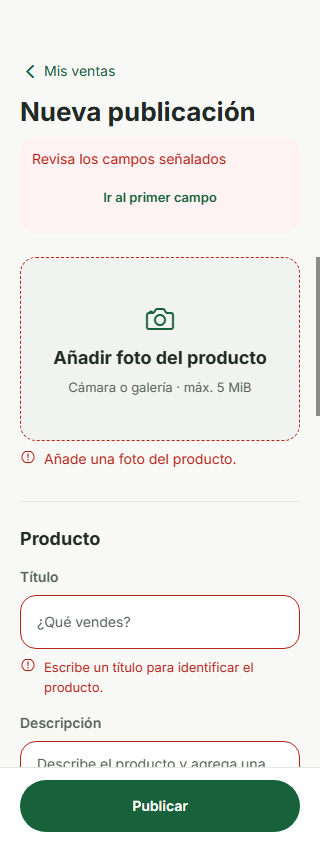 Mis ventas
Nueva publicación
Revisa los campos señalados
Ir al primer campo
Añadir foto del producto
Cámara o galería · máx. 5 MiB
Añade una foto del producto.
Producto
Título
¿Qué vendes?
Escribe un título para identificar el
producto.
Descripción
Describe el producto y agrega una
Publicar